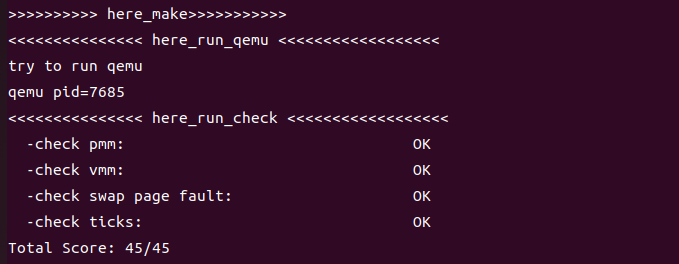 >>>>>>>>>> here_make>>>>>>>>>>>
<<<<<<<<<<<<<<< here_run_qemu <<<<<<<<<<<<<<<<<<
try to run qemu
qemu pid=7685
<<<<<<<<<<<<<<< here_run_check <<<<<<<<<<<<<<<<<<
-check pmm: OK
-check vmm: OK
-check swap page fault: OK
-check ticks: OK
Total Score: 45/45